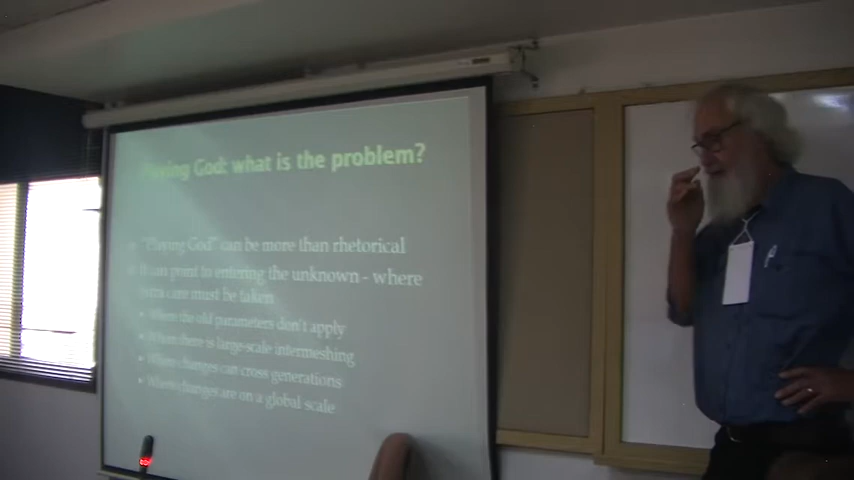 Playing God: what is the problem?
"Playing God" can be more than rhetorical
It can point to entering the unknown - where
extra care must be taken
Where the old parameters don't apply
Where there is large-scale intermeshing
Where changes can cross generations
Where changes are on a global scale